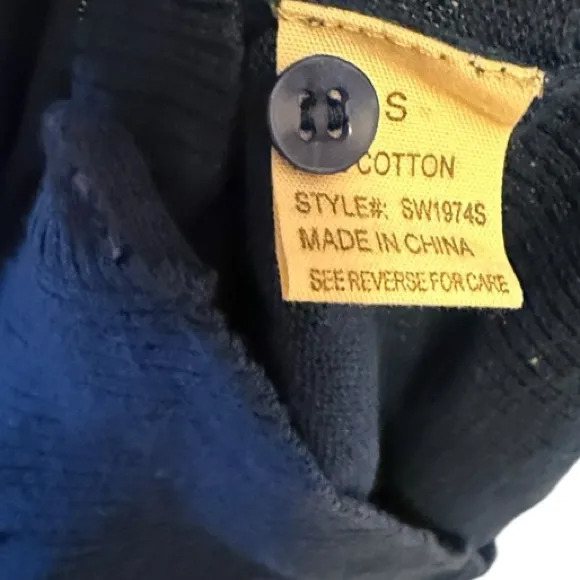 S
COTTON
STYLE#: SW1974S
MADE IN CHINA
SEE REVERSE FOR CARE